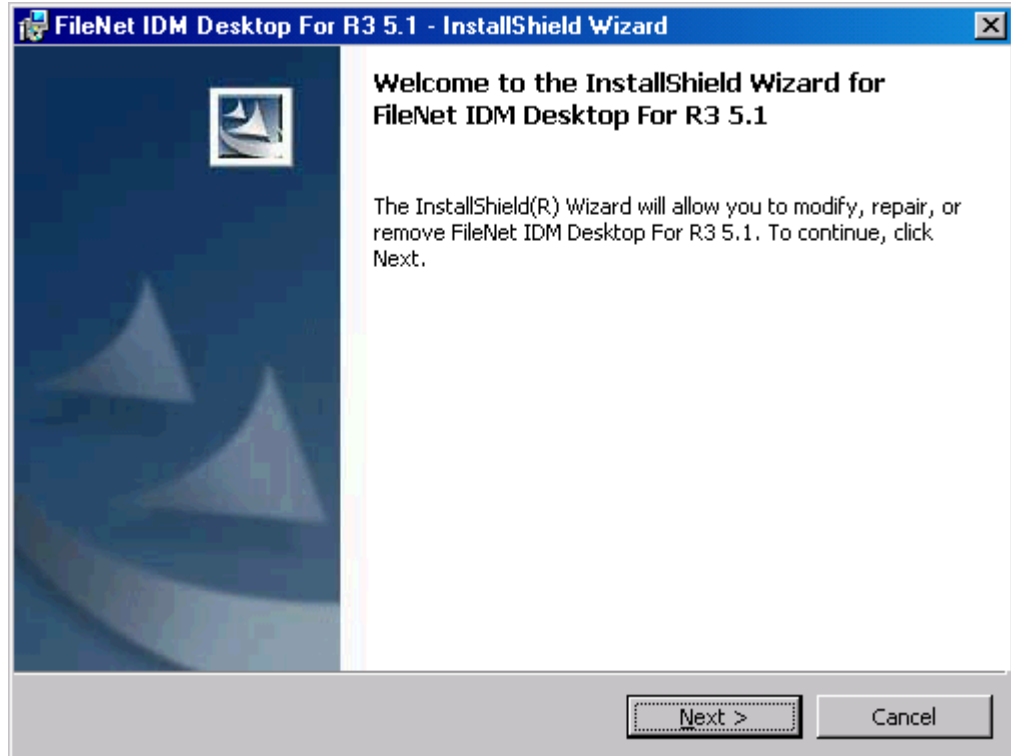 FileNet IDM Desktop For R3 5.1 - InstallShield Wizard
Welcome to the InstallShield Wizard for
FileNet IDM Desktop For R3 5.1
The InstallShield(R) Wizard will allow you to modify, repair, or
remove FileNet IDM Desktop For R3 5.1. To continue, click
Next.
Next >
Cancel